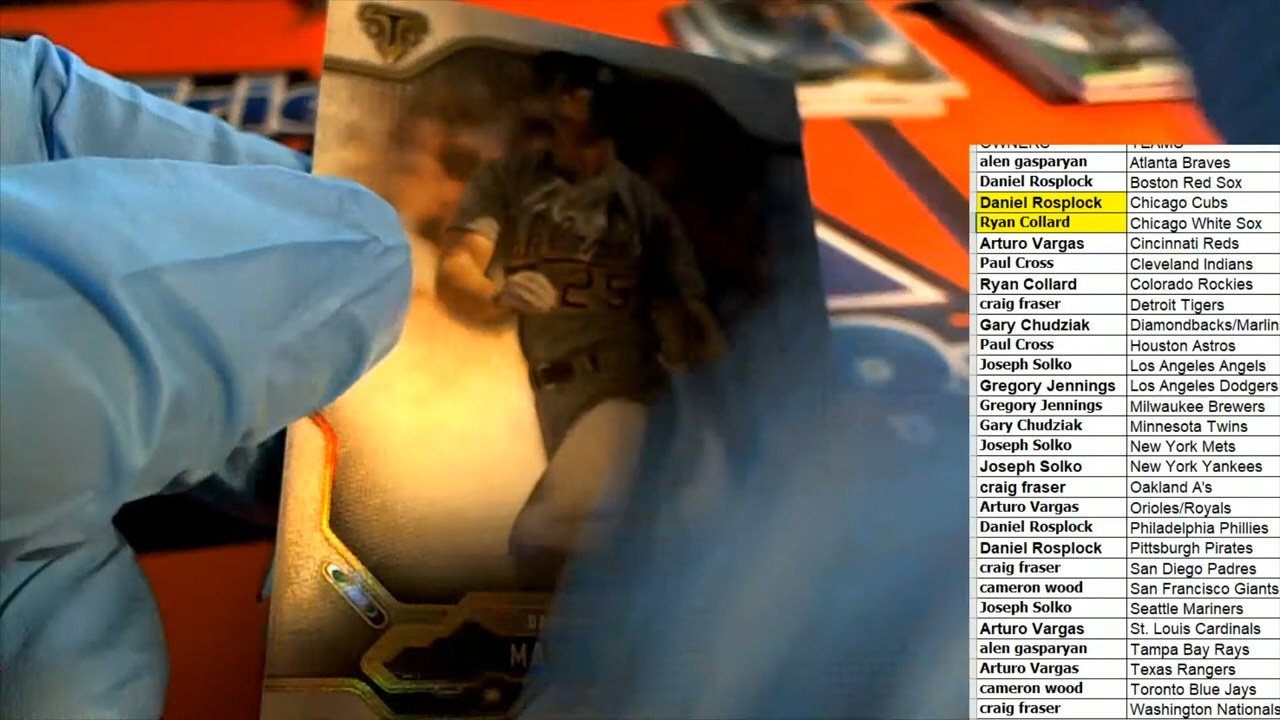 OWNERS TEAMS
alen gasparyan Atlanta Braves
Daniel Rosplock Boston Red Sox
Daniel Rosplock Chicago Cubs
Ryan Collard Chicago White Sox
Arturo Vargas Cincinnati Reds
Paul Cross Cleveland Indians
Ryan Collard Colorado Rockies
craig fraser Detroit Tigers
Gary Chudziak Diamondbacks/Marlin
Paul Cross Houston Astros
Joseph Solko Los Angeles Angels
Gregory Jennings Los Angeles Dodgers
Gregory Jennings Milwaukee Brewers
Gary Chudziak Minnesota Twins
Joseph Solko New York Mets
Joseph Solko New York Yankees
craig fraser Oakland A's
Arturo Vargas Orioles/Royals
Daniel Rosplock Philadelphia Phillies
Daniel Rosplock Pittsburgh Pirates
craig fraser San Diego Padres
cameron wood San Francisco Giants
Joseph Solko Seattle Mariners
Arturo Vargas St. Louis Cardinals
alen gasparyan Tampa Bay Rays
Arturo Vargas Texas Rangers
cameron wood Toronto Blue Jays
craig fraser Washington Nationals
25
MA